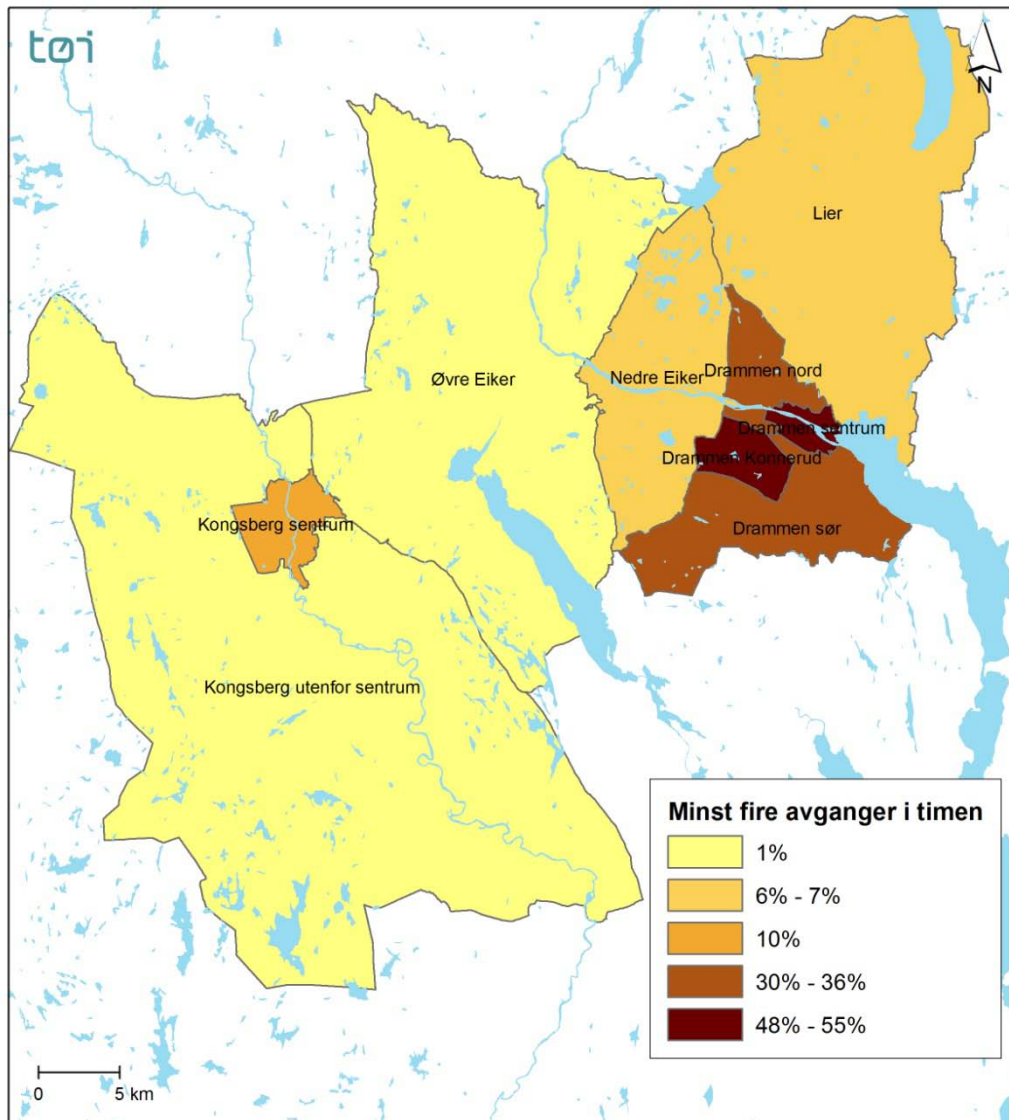 tøi
N
Lier
Drammen nord
Øvre Eiker
Nedre Eiker
Drammen sentrum
Drammen Konnerud
Kongsberg sentrum
Drammen sør
Kongsberg utenfor sentrum
Minst fire avganger i timen
1%
6% - 7%
10%
30% - 36%
48% - 55%
0 5 km